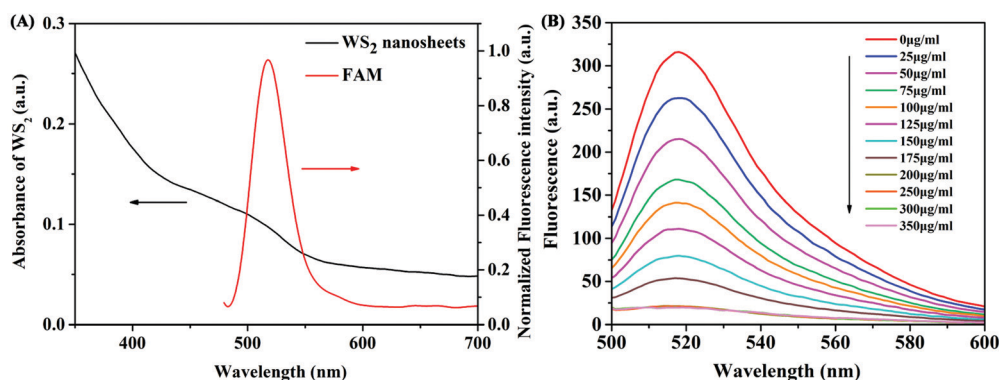 (A)
0.3
0.2
0.1
0.0
Absorbance of WS2 (a.u.)
WS2 nanosheets
FAM
1.0
0.8
0.6
0.4
0.2
0.0
Normalized Fluorescence intensity (a.u.)
400
500
600
700
Wavelength (nm)
(B)
350
300
250
200
150
100
50
0
Fluorescence (a.u.)
0μg/ml
25μg/ml
50μg/ml
75μg/ml
100μg/ml
125μg/ml
150μg/ml
175μg/ml
200μg/ml
250μg/ml
300μg/ml
350μg/ml
500
520
540
560
580
600
Wavelength (nm)